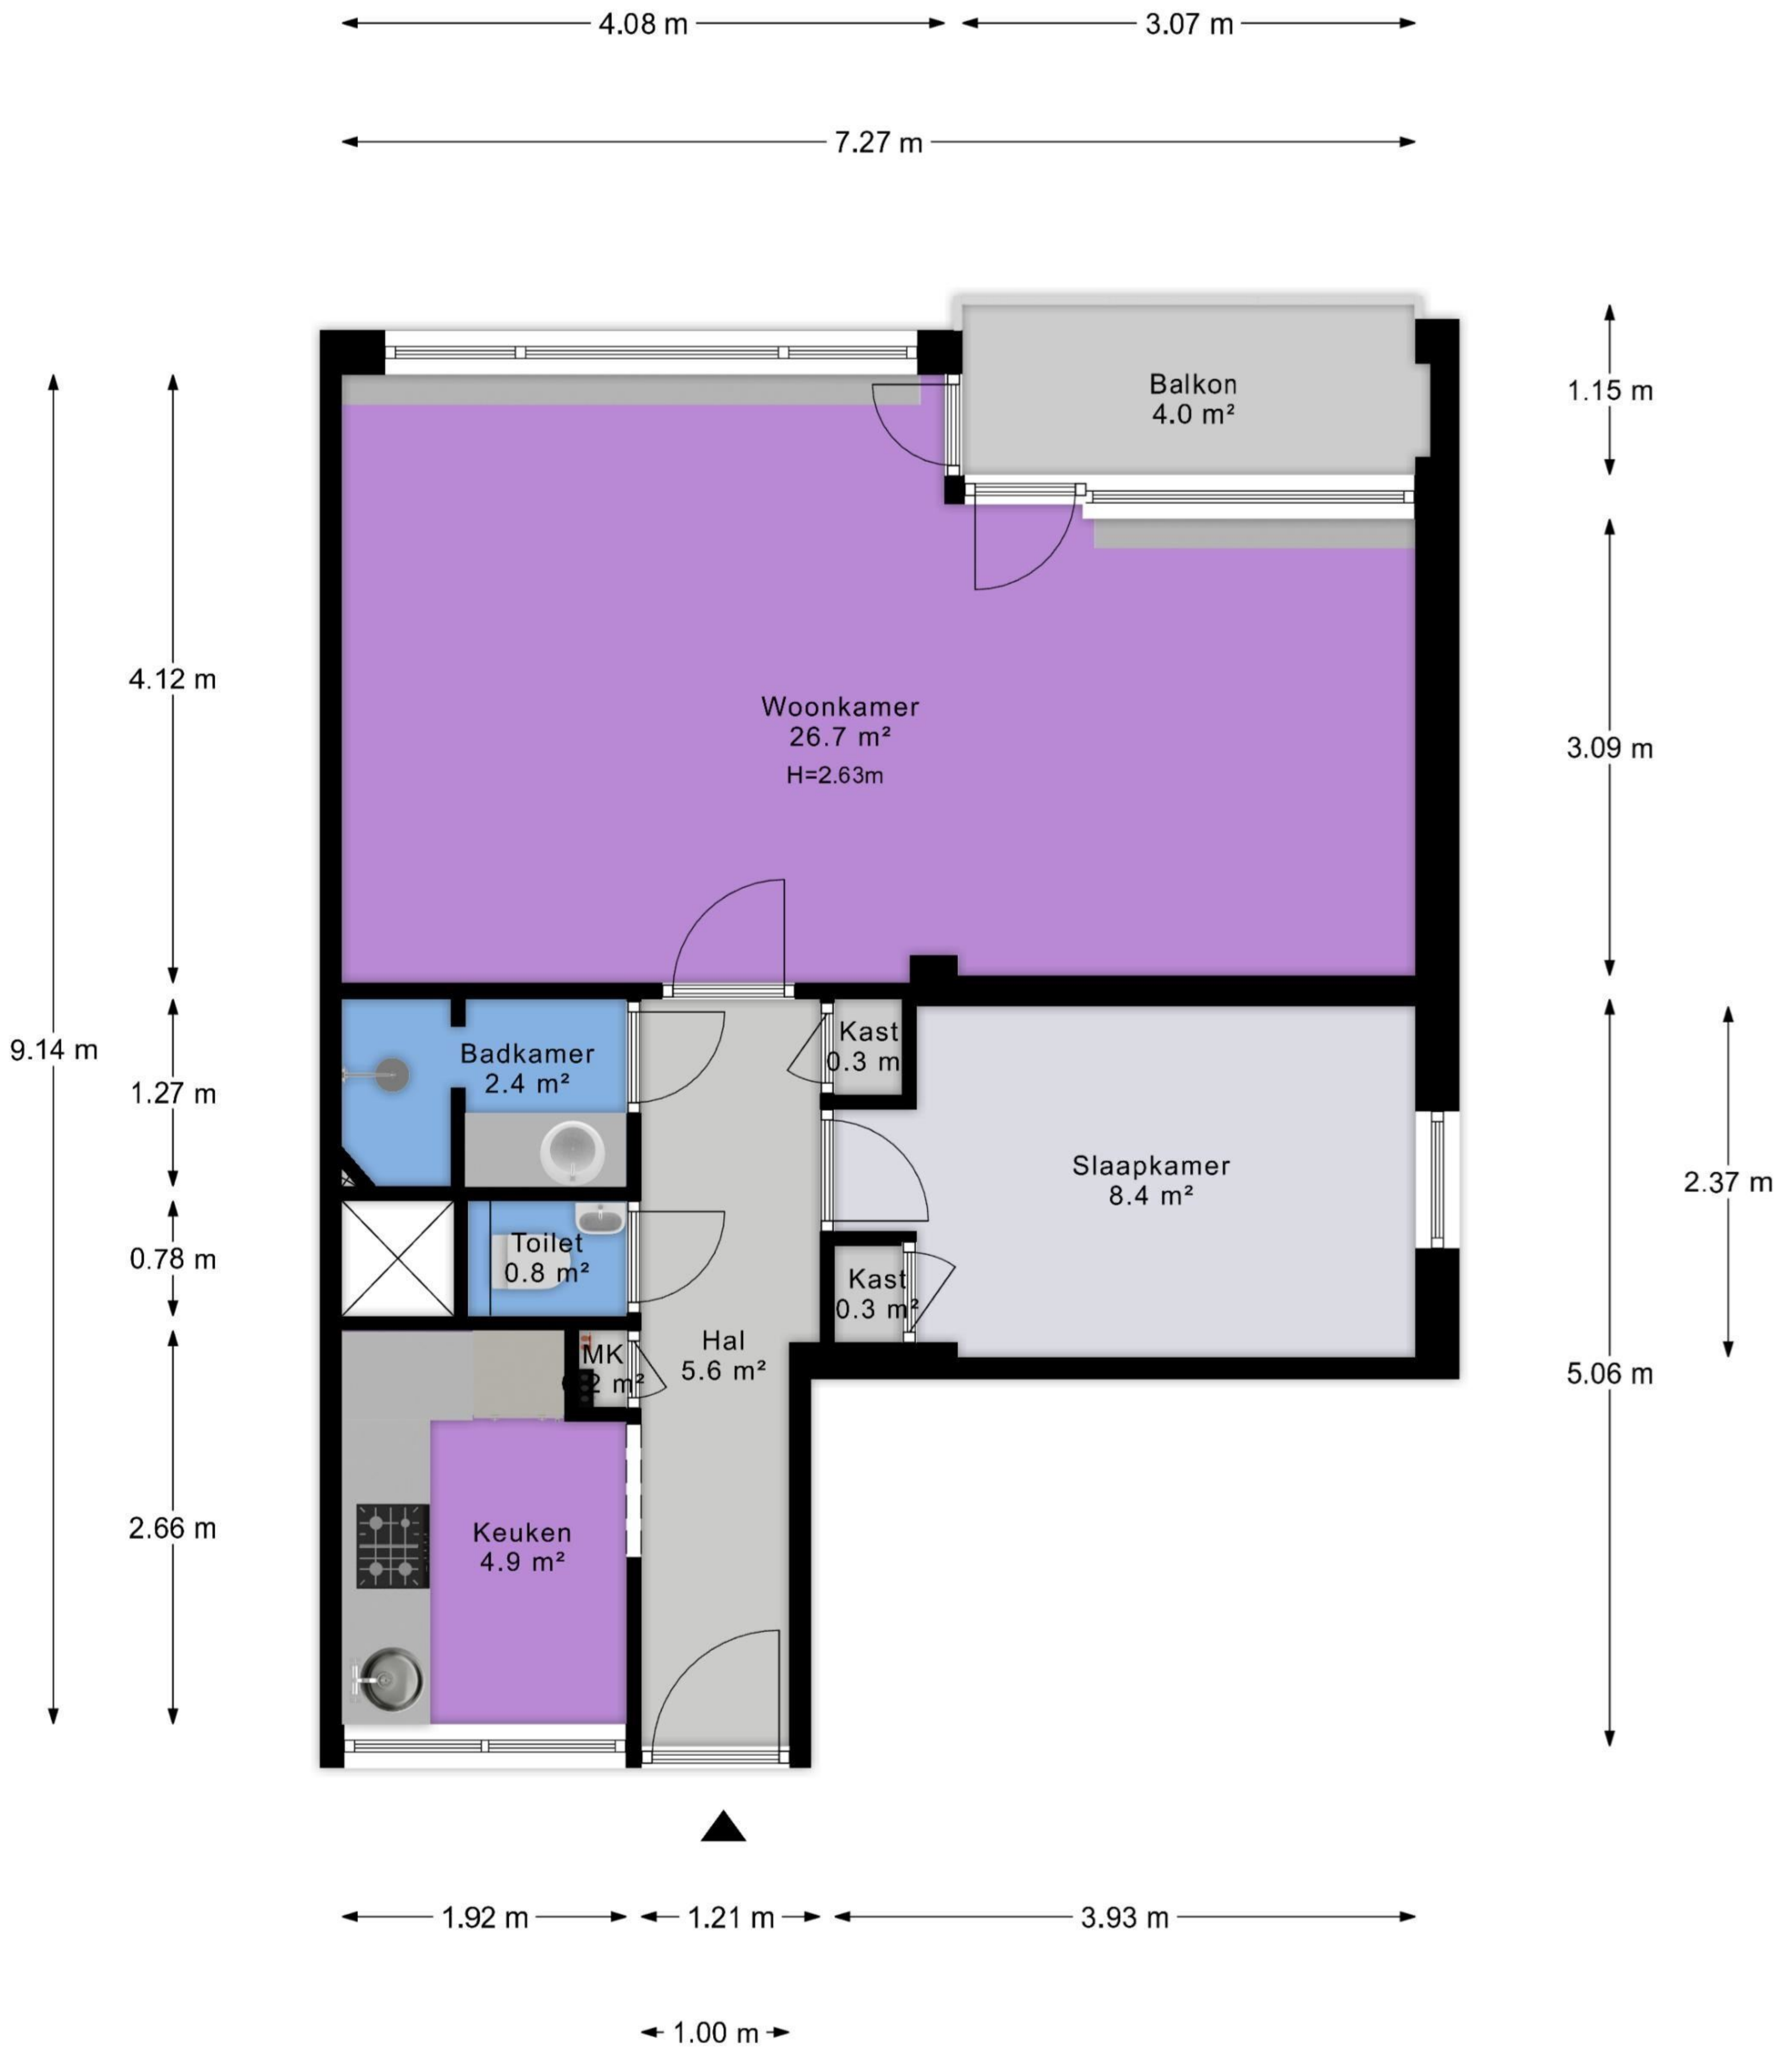 4.08 m
3.07 m
7.27 m
Balkon
4.0 m²
1.15 m
4.12 m
Woonkamer
26.7 m²
H=2.63m
3.09 m
9.14 m
Badkamer
2.4 m²
Kast
0.3 m
1.27 m
Slaapkamer
8.4 m²
2.37 m
0.78 m
Toilet
0.8 m²
Kast
0.3 m²
MK
m²
Hal
5.6 m²
5.06 m
2.66 m
Keuken
4.9 m²
1.92 m
1.21 m
3.93 m
1.00 m